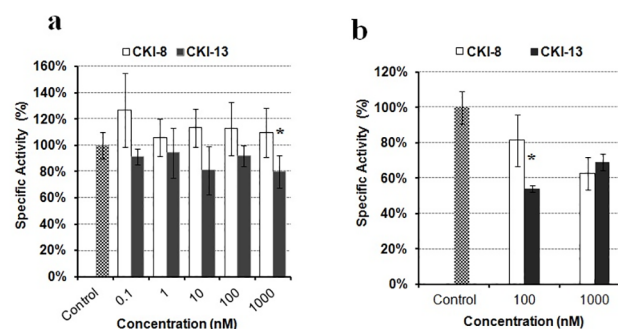 a
CKI-8 CKI-13
Specific Activity (%)
160%
140%
120%
100%
80%
60%
40%
20%
0%
*
Control 0.1 1 10 100 1000
Concentration (nM)
b
CKI-8 CKI-13
Specific Activity (%)
120%
100%
80%
60%
40%
20%
0%
*
Control 100 1000
Concentration (nM)